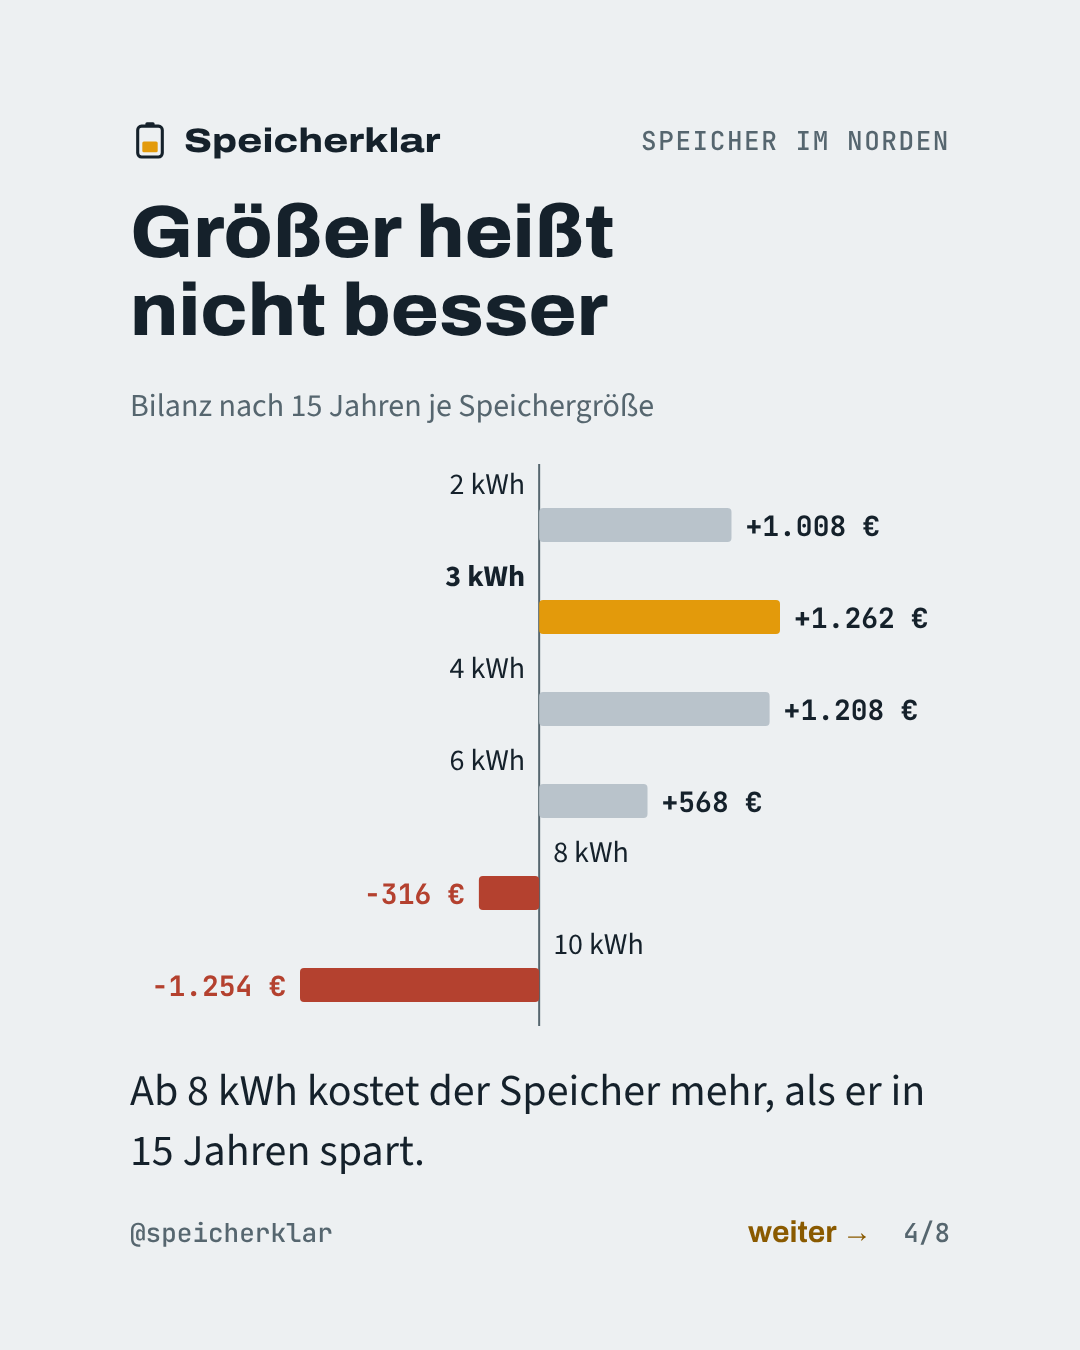 Speicherklar
SPEICHER IM NORDEN
Größer heißt
nicht besser
Bilanz nach 15 Jahren je Speichergröße
2 kWh
+1.008 €
3 kWh
+1.262 €
4 kWh
+1.208 €
6 kWh
+568 €
8 kWh
-316 €
10 kWh
-1.254 €
Ab 8 kWh kostet der Speicher mehr, als er in
15 Jahren spart.
@speicherklar
weiter → 4/8